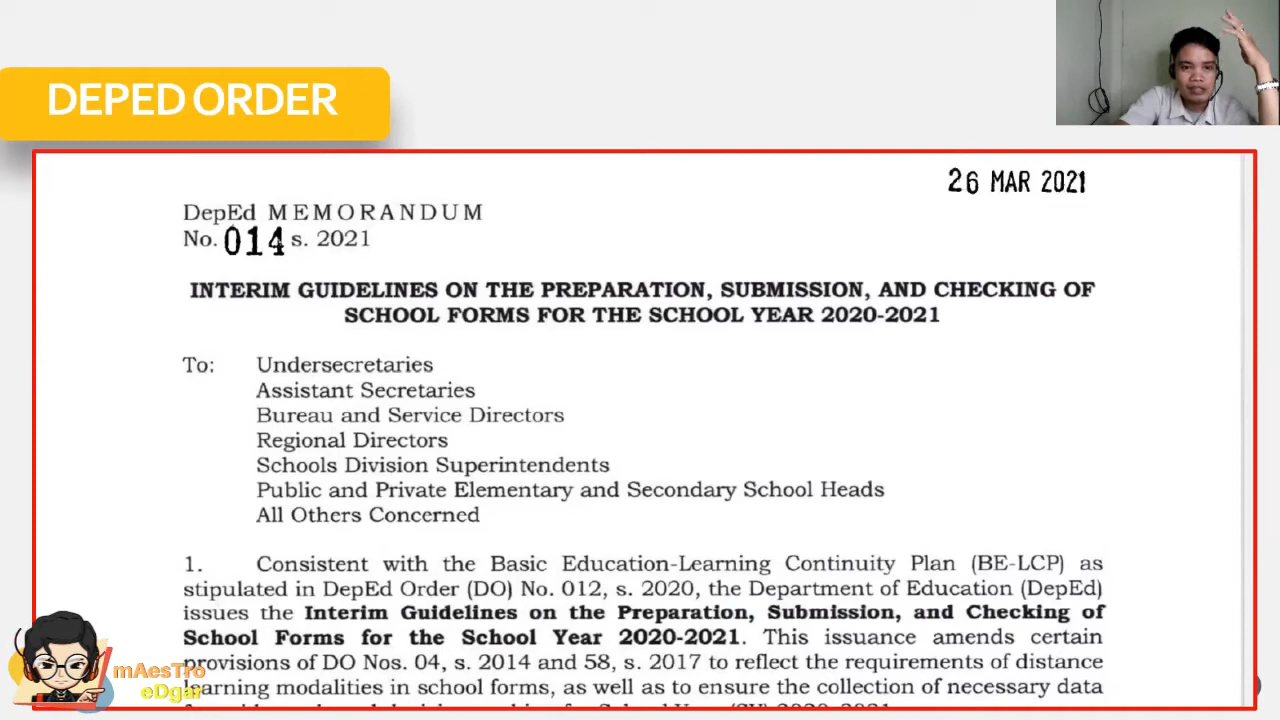 DEPED ORDER
26 MAR 2021
DepEd MEMORANDUM
No. 014 s. 2021
INTERIM GUIDELINES ON THE PREPARATION, SUBMISSION, AND CHECKING OF
SCHOOL FORMS FOR THE SCHOOL YEAR 2020-2021
To: Undersecretaries
Assistant Secretaries
Bureau and Service Directors
Regional Directors
Schools Division Superintendents
Public and Private Elementary and Secondary School Heads
All Others Concerned
1. Consistent with the Basic Education-Learning Continuity Plan (BE-LCP) as
stipulated in DepEd Order (DO) No. 012, s. 2020, the Department of Education (DepEd)
issues the Interim Guidelines on the Preparation, Submission, and Checking of
School Forms for the School Year 2020-2021. This issuance amends certain
provisions of DO Nos. 04, s. 2014 and 58, s. 2017 to reflect the requirements of distance
learning modalities in school forms, as well as to ensure the collection of necessary data
mAesTro
eDgar